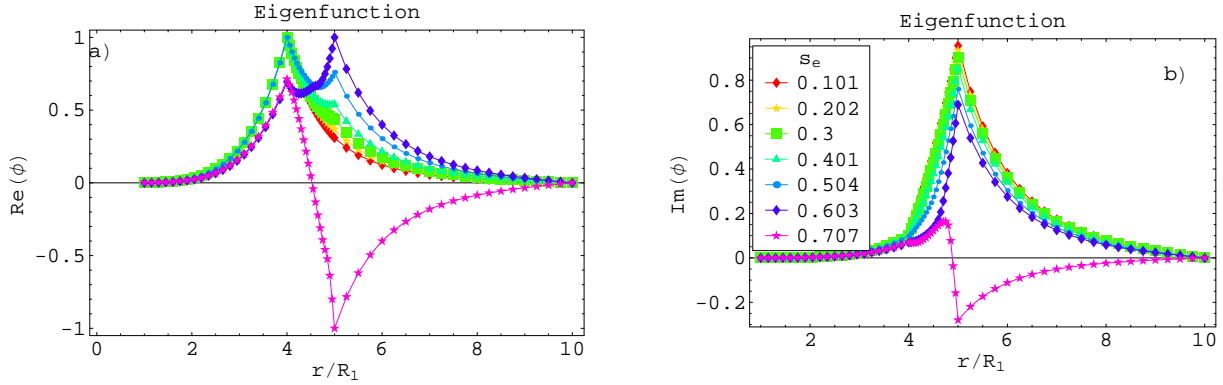 Eigenfunction
a)
1
0.5
0
-0.5
-1
Re(ϕ)
0 2 4 6 8 10
r/R1
Eigenfunction
b)
se
0.101
0.202
0.3
0.401
0.504
0.603
0.707
0.8
0.6
0.4
0.2
0
-0.2
Im(ϕ)
2 4 6 8 10
r/R1